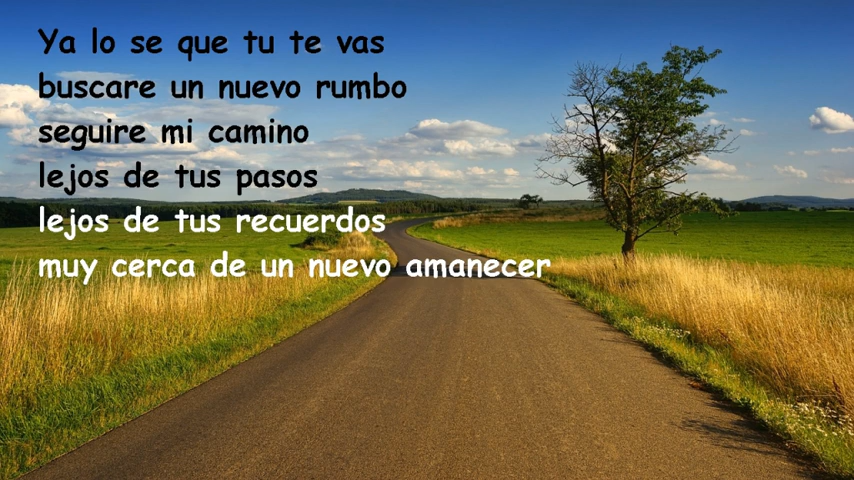 Ya lo se que tu te vas
buscare un nuevo rumbo
seguire mi camino
lejos de tus pasos
lejos de tus recuerdos
muy cerca de un nuevo amanecer